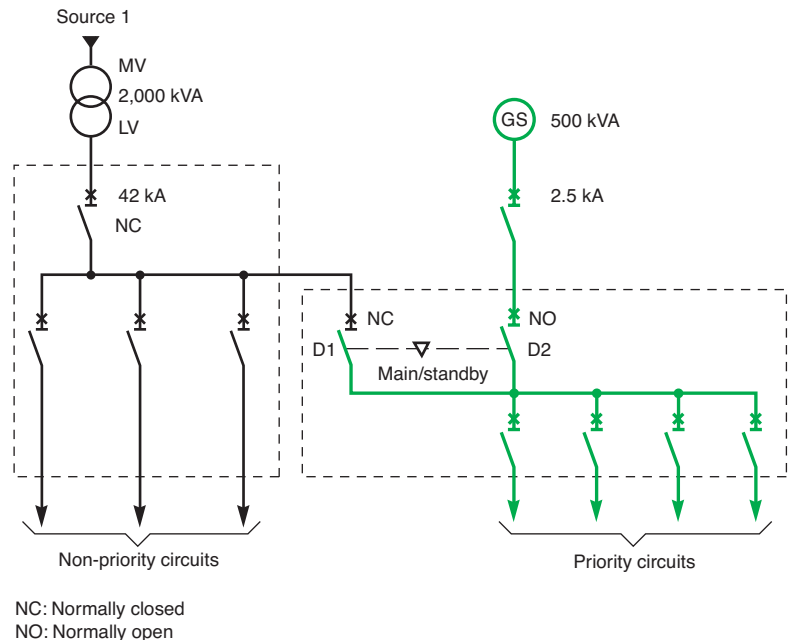 Source 1
MV
2,000 kVA
LV
GS
500 kVA
42 kA
2.5 kA
NC
NC
NO
D1
D2
Main/standby
Non-priority circuits
Priority circuits
NC: Normally closed
NO: Normally open